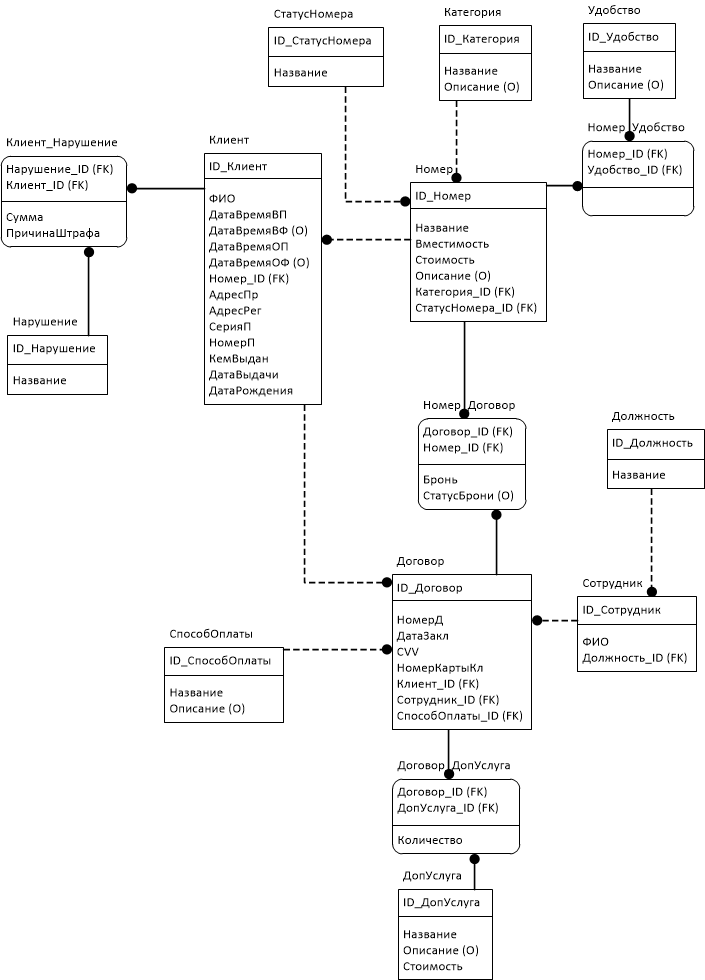 СтатусНомера
ID_СтатусНомера
Название
Категория
ID_Категория
Название
Описание (О)
Удобство
ID_Удобство
Название
Описание (О)
Клиент_Нарушение
Нарушение_ID (FK)
Клиент_ID (FK)
Сумма
ПричинаШтрафа
Клиент
ID_Клиент
ФИО
ДатаВремяВП
ДатаВремяВФ (О)
ДатаВремяОП
ДатаВремяОФ (О)
Номер_ID (FK)
АдресПр
АдресРег
СерияП
НомерП
КемВыдан
ДатаВыдачи
ДатаРождения
Номер
ID_Номер
Название
Вместимость
Стоимость
Описание (О)
Категория_ID (FK)
СтатусНомера_ID (FK)
Номер_Удобство
Номер_ID (FK)
Удобство_ID (FK)
Нарушение
ID_Нарушение
Название
Номер_Договор
Договор_ID (FK)
Номер_ID (FK)
Бронь
СтатусБрони (О)
Должность
ID_Должность
Название
Договор
ID_Договор
НомерД
ДатаЗакл
CVV
НомерКартыКл
Клиент_ID (FK)
Сотрудник_ID (FK)
СпособОплаты_ID (FK)
Сотрудник
ID_Сотрудник
ФИО
Должность_ID (FK)
СпособОплаты
ID_СпособОплаты
Название
Описание (О)
Договор_ДопУслуга
Договор_ID (FK)
ДопУслуга_ID (FK)
Количество
ДопУслуга
ID_ДопУслуга
Название
Описание (О)
Стоимость